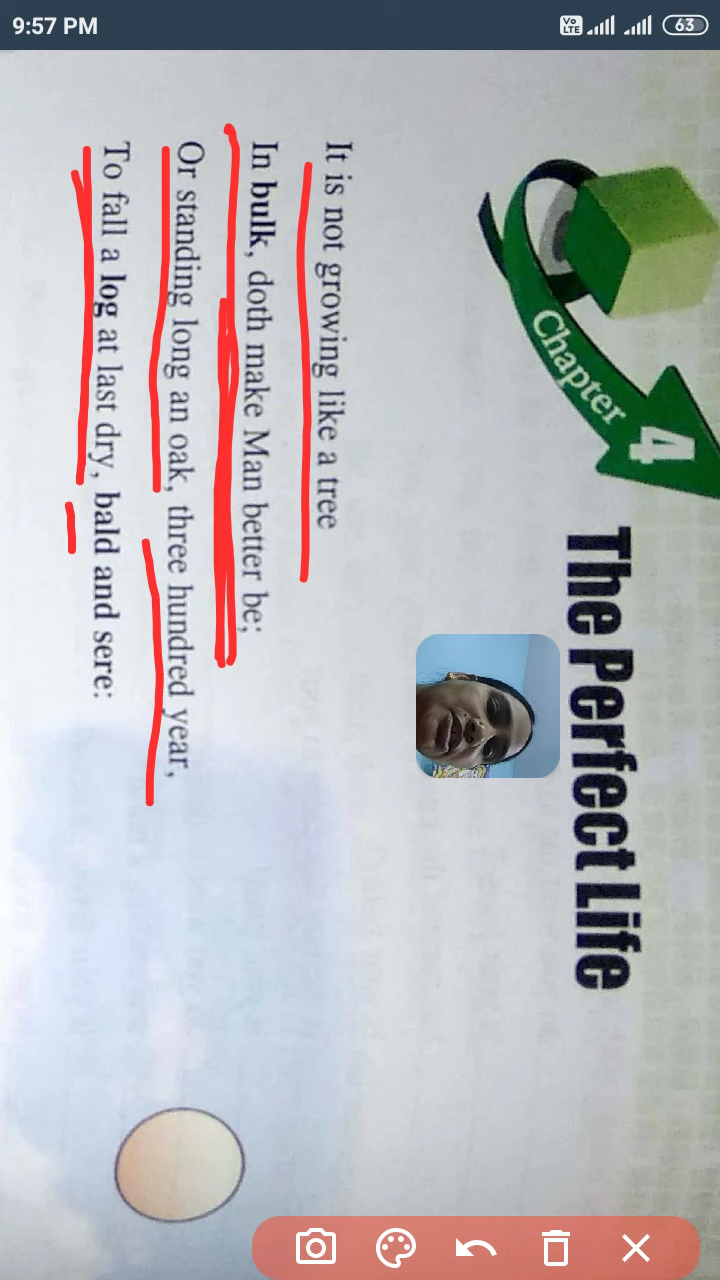 9:57 PM
Vo LTE
63
Chapter 4
The Perfect Life
It is not growing like a tree
In bulk, doth make Man better be;
Or standing long an oak, three hundred year,
To fall a log at last dry, bald and sere: